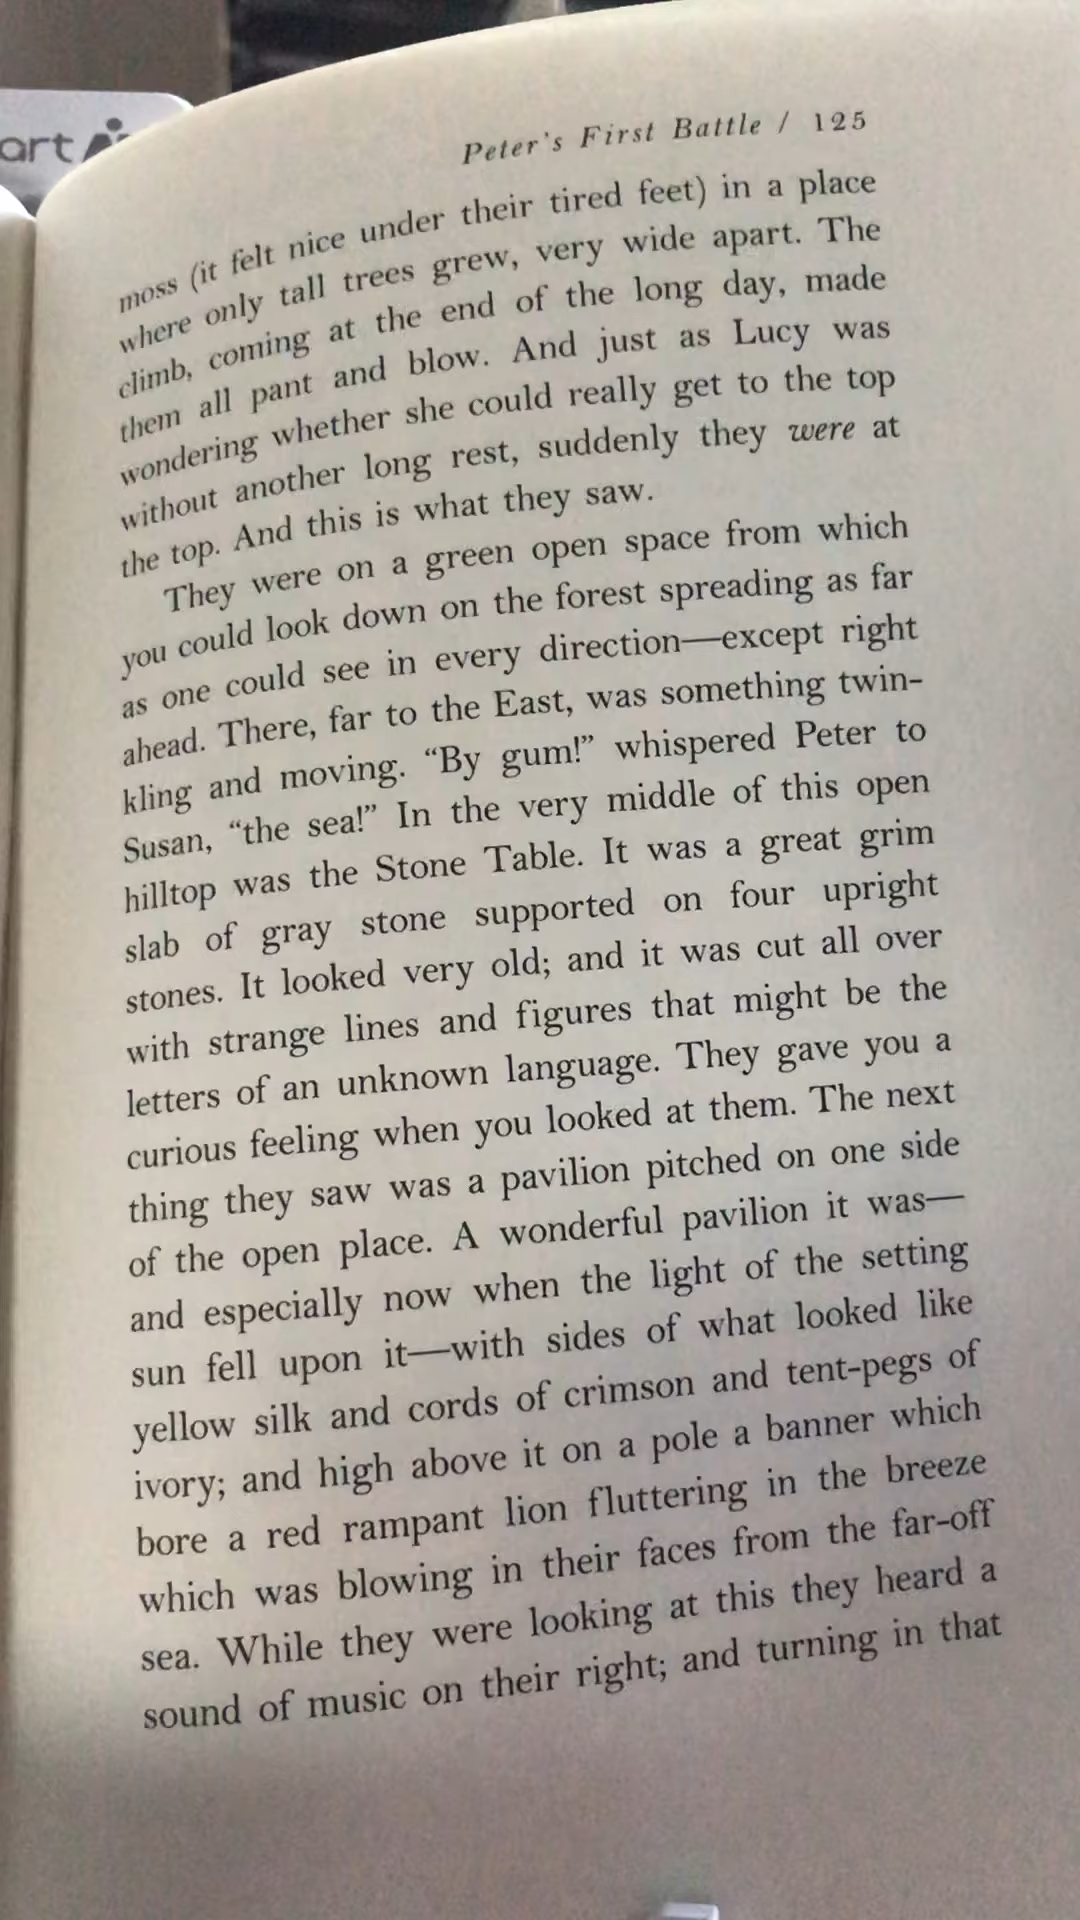 art
Peter's First Battle / 125
moss (it felt nice under their tired feet) in a place
where only tall trees grew, very wide apart. The
climb, coming at the end of the long day, made
them all pant and blow. And just as Lucy was
wondering whether she could really get to the top
without another long rest, suddenly they were at
the top. And this is what they saw.
They were on a green open space from which
you could look down on the forest spreading as far
as one could see in every direction—except right
ahead. There, far to the East, was something twin-
kling and moving. “By gum!” whispered Peter to
Susan, “the sea!” In the very middle of this open
hilltop was the Stone Table. It was a great grim
slab of gray stone supported on four upright
stones. It looked very old; and it was cut all over
with strange lines and figures that might be the
letters of an unknown language. They gave you a
curious feeling when you looked at them. The next
thing they saw was a pavilion pitched on one side
of the open place. A wonderful pavilion it was—
and especially now when the light of the setting
sun fell upon it—with sides of what looked like
yellow silk and cords of crimson and tent-pegs of
ivory; and high above it on a pole a banner which
bore a red rampant lion fluttering in the breeze
which was blowing in their faces from the far-off
sea. While they were looking at this they heard a
sound of music on their right; and turning in that